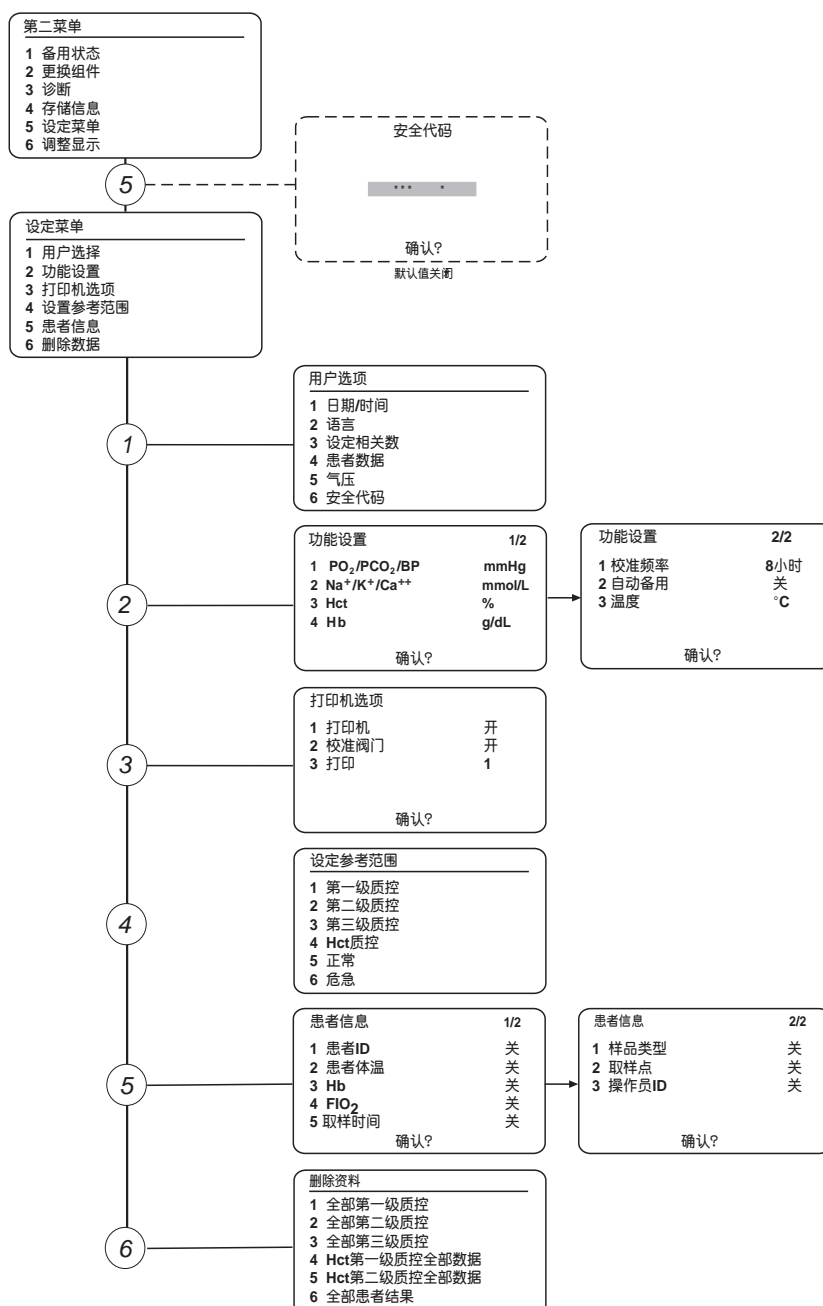 第二菜单
1 备用状态
2 更换组件
3 诊断
4 存储信息
5 设定菜单
6 调整显示
5
安全代码
*** *
确认?
默认值关闭
设定菜单
1 用户选择
2 功能设置
3 打印机选项
4 设置参考范围
5 患者信息
6 删除数据
1
用户选项
1 日期/时间
2 语言
3 设定相关数
4 患者数据
5 气压
6 安全代码
2
功能设置 1/2
1 PO₂/PCO₂/BP mmHg
2 Na⁺/K⁺/Ca⁺⁺ mmol/L
3 Hct %
4 Hb g/dL
确认?
功能设置 2/2
1 校准频率 8小时
2 自动备用 关
3 温度 °C
确认?
3
打印机选项
1 打印机 开
2 校准阀门 开
3 打印 1
确认?
4
设定参考范围
1 第一级质控
2 第二级质控
3 第三级质控
4 Hct质控
5 正常
6 危急
5
患者信息 1/2
1 患者ID 关
2 患者体温 关
3 Hb 关
4 FIO₂ 关
5 取样时间 关
确认?
患者信息 2/2
1 样品类型 关
2 取样点 关
3 操作员ID 关
确认?
6
删除资料
1 全部第一级质控
2 全部第二级质控
3 全部第三级质控
4 Hct第一级质控全部数据
5 Hct第二级质控全部数据
6 全部患者结果